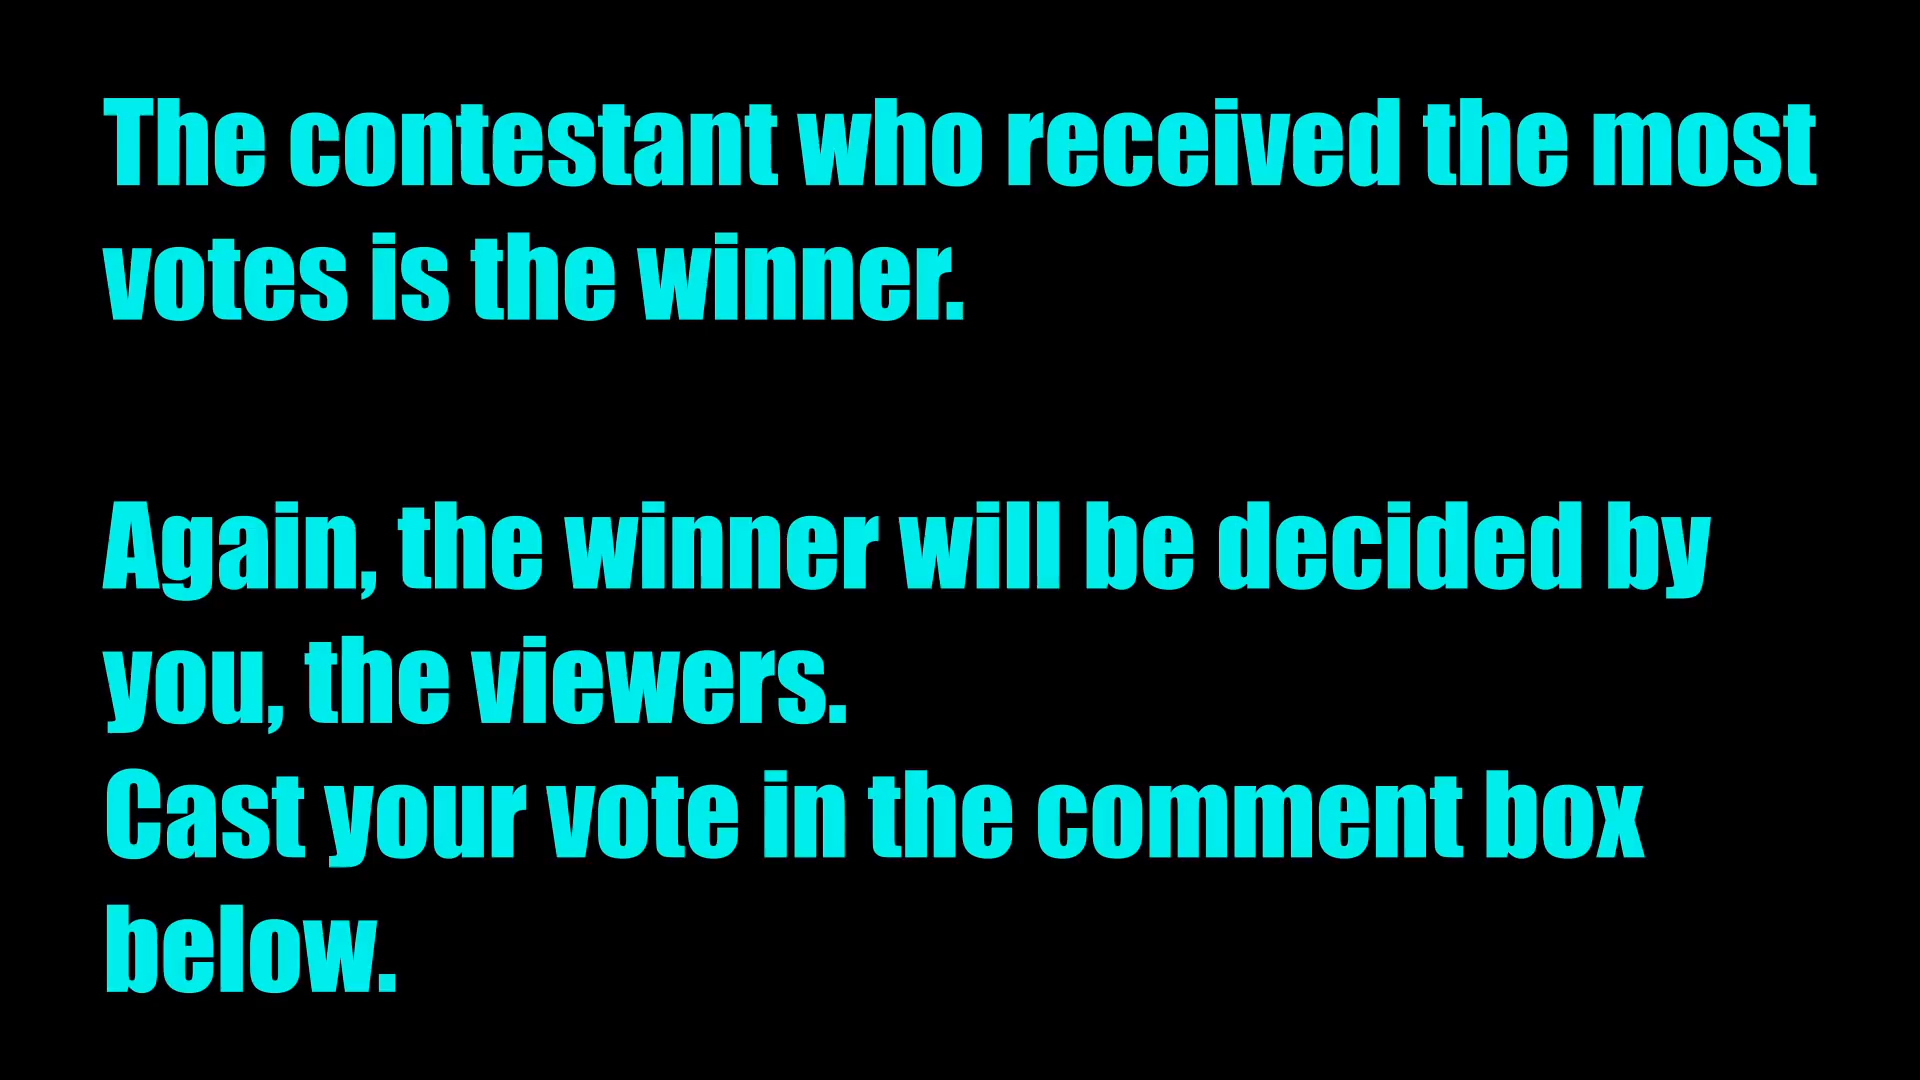 The contestant who received the most
votes is the winner.
Again, the winner will be decided by
you, the viewers.
Cast your vote in the comment box
below.